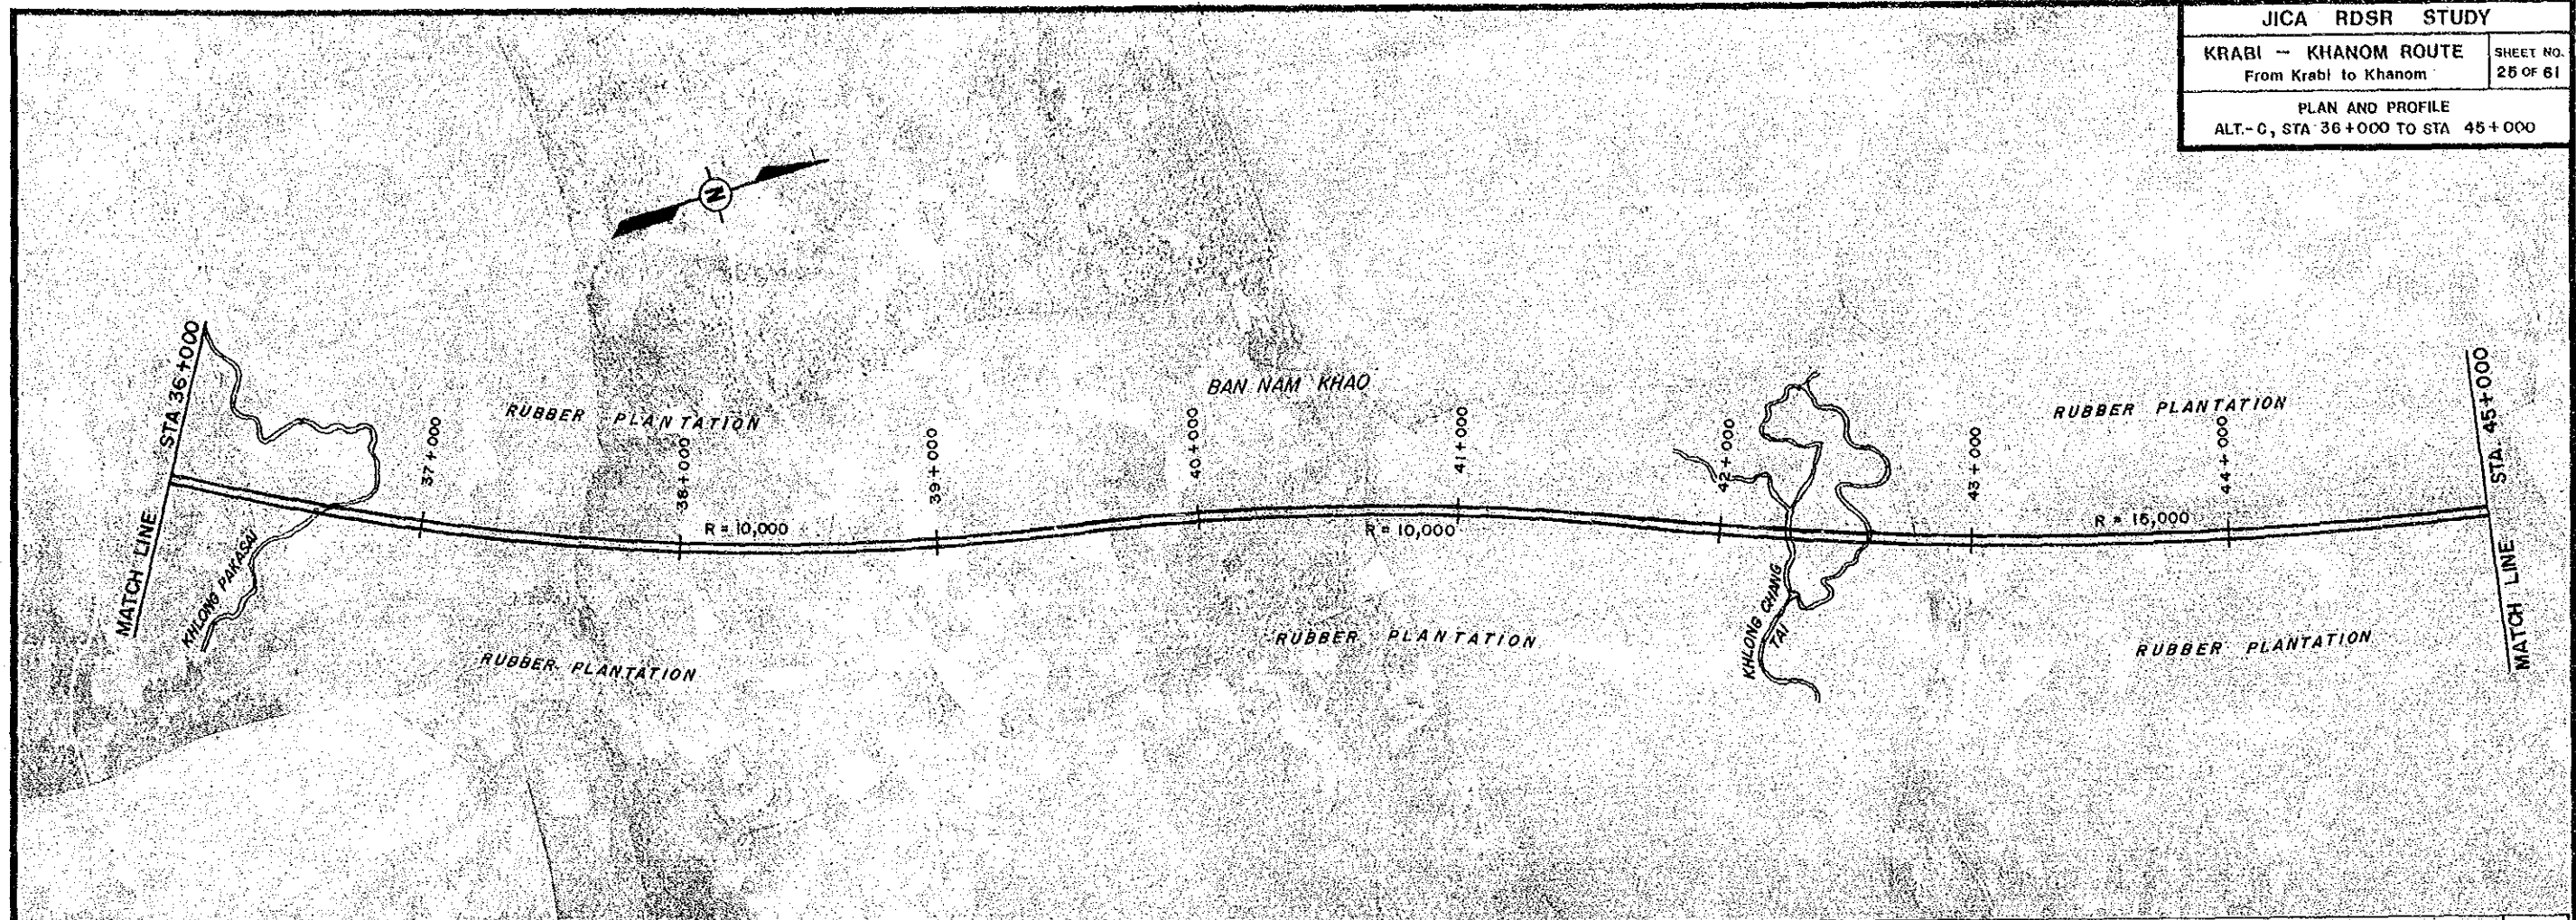 JICA RDSR STUDY
KRABI - KHANOM ROUTE
From Krabi to Khanom
SHEET NO.
25 OF 61
PLAN AND PROFILE
ALT.-C, STA 36+000 TO STA 45+000
N
MATCH LINE STA 36+000
KHLONG PAKASAI
37+000
RUBBER PLANTATION
38+000
R = 10,000
39+000
RUBBER PLANTATION
BAN NAM KHAO
40+000
R = 10,000
41+000
RUBBER PLANTATION
42+000
KHLONG CHANG
TAI
43+000
RUBBER PLANTATION
R = 15,000
44+000
RUBBER PLANTATION
MATCH LINE STA. 45+000